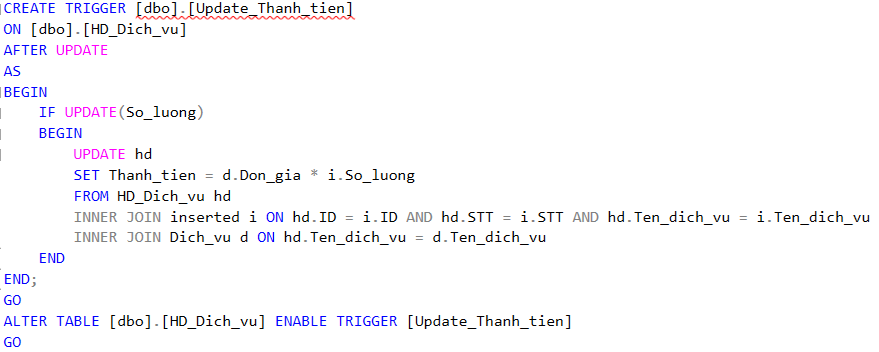 CREATE TRIGGER [dbo].[Update_Thanh_tien]
ON [dbo].[HD_Dich_vu]
AFTER UPDATE
AS
BEGIN
    IF UPDATE(So_luong)
    BEGIN
        UPDATE hd
        SET Thanh_tien = d.Don_gia * i.So_luong
        FROM HD_Dich_vu hd
        INNER JOIN inserted i ON hd.ID = i.ID AND hd.STT = i.STT AND hd.Ten_dich_vu = i.Ten_dich_vu
        INNER JOIN Dich_vu d ON hd.Ten_dich_vu = d.Ten_dich_vu
    END
END;
GO
ALTER TABLE [dbo].[HD_Dich_vu] ENABLE TRIGGER [Update_Thanh_tien]
GO